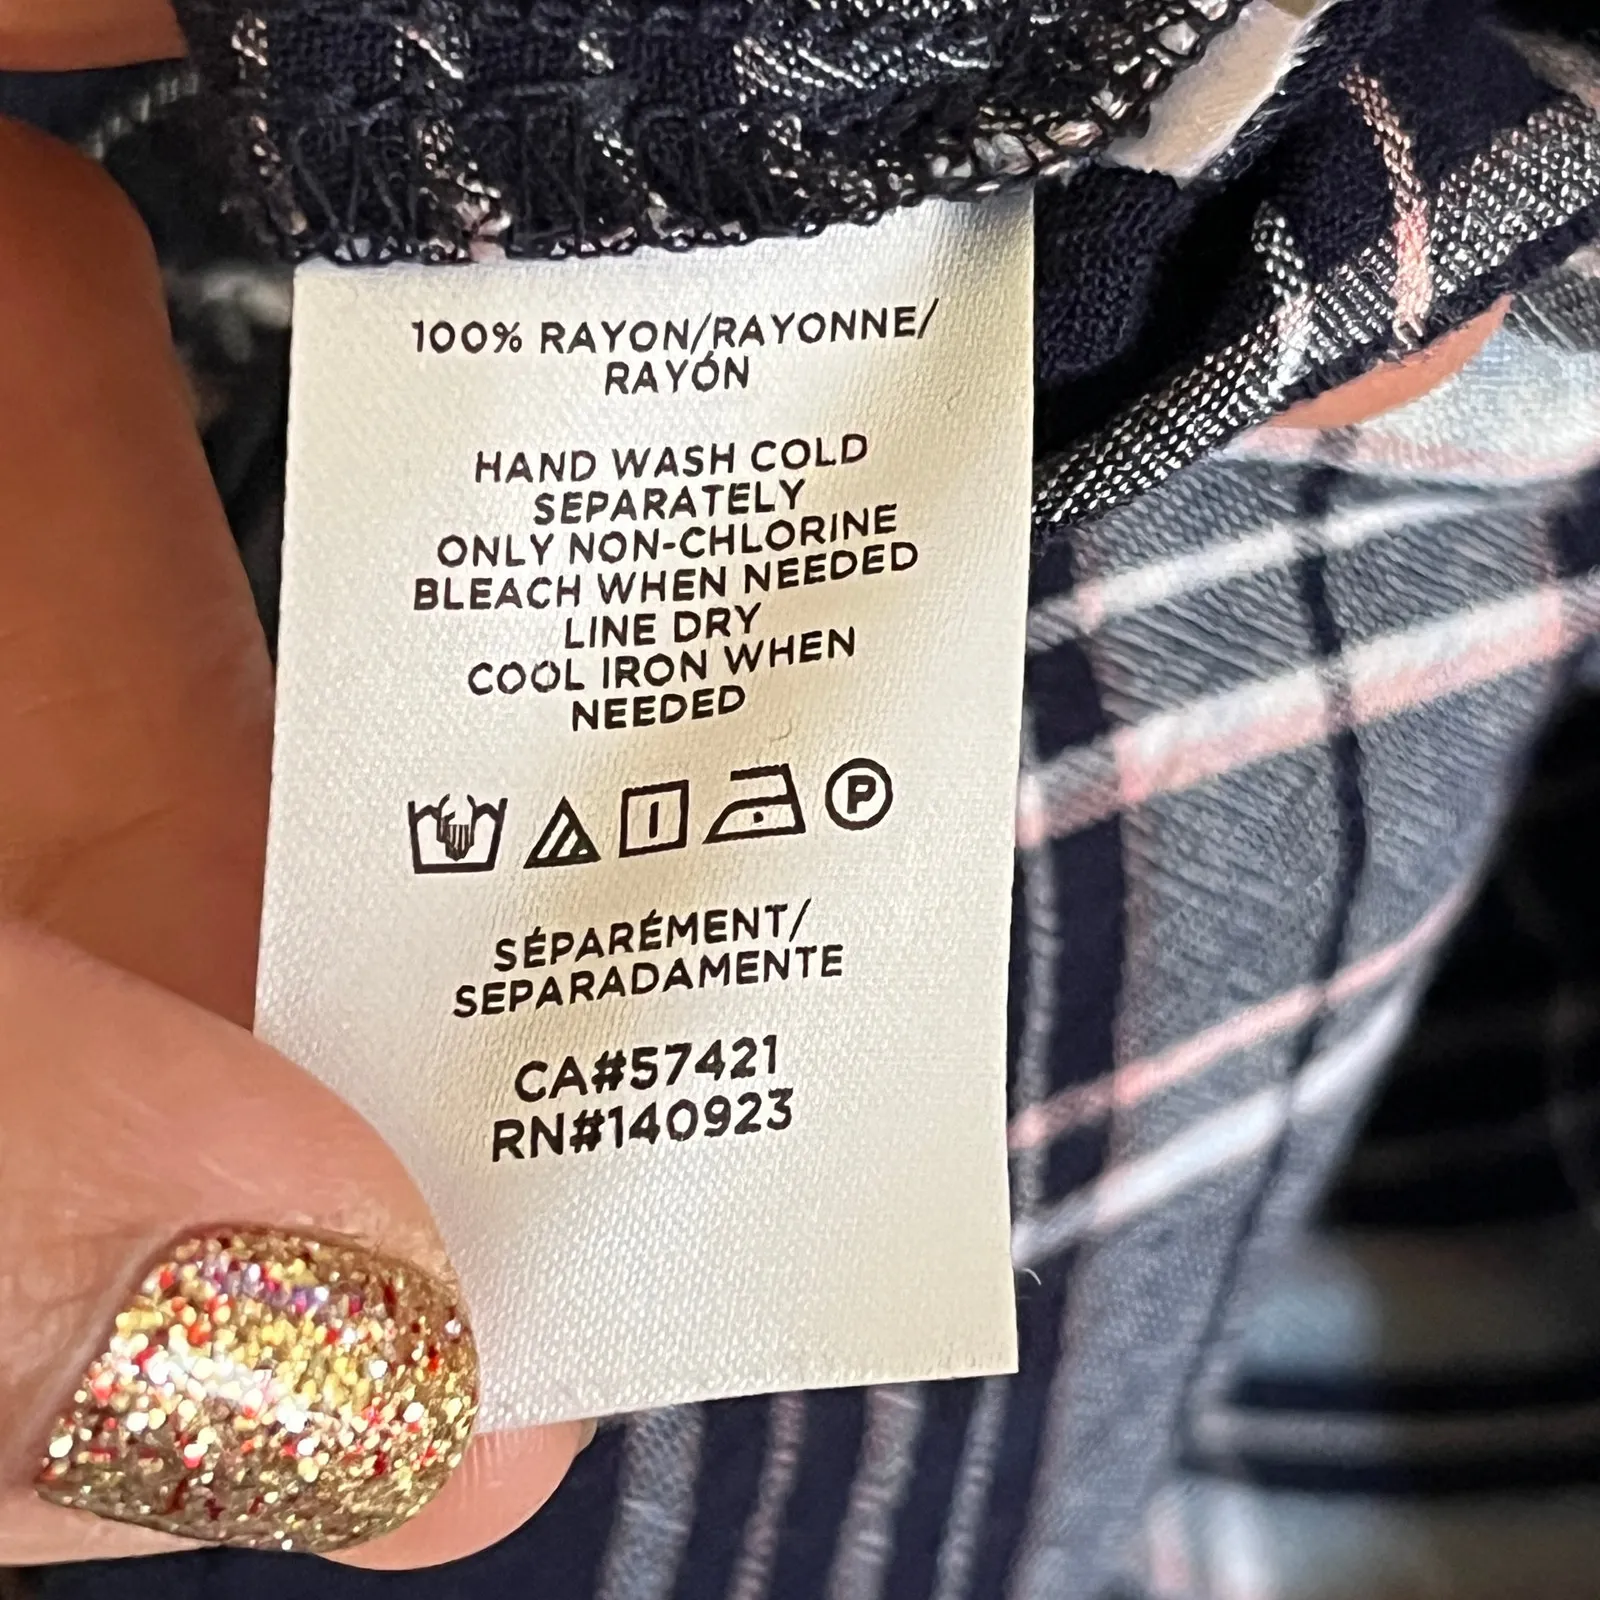 100% RAYON/RAYONNE/
RAYÓN
HAND WASH COLD
SEPARATELY
ONLY NON-CHLORINE
BLEACH WHEN NEEDED
LINE DRY
COOL IRON WHEN
NEEDED
P
SÉPARÉMENT/
SEPARADAMENTE
CA#57421
RN#140923